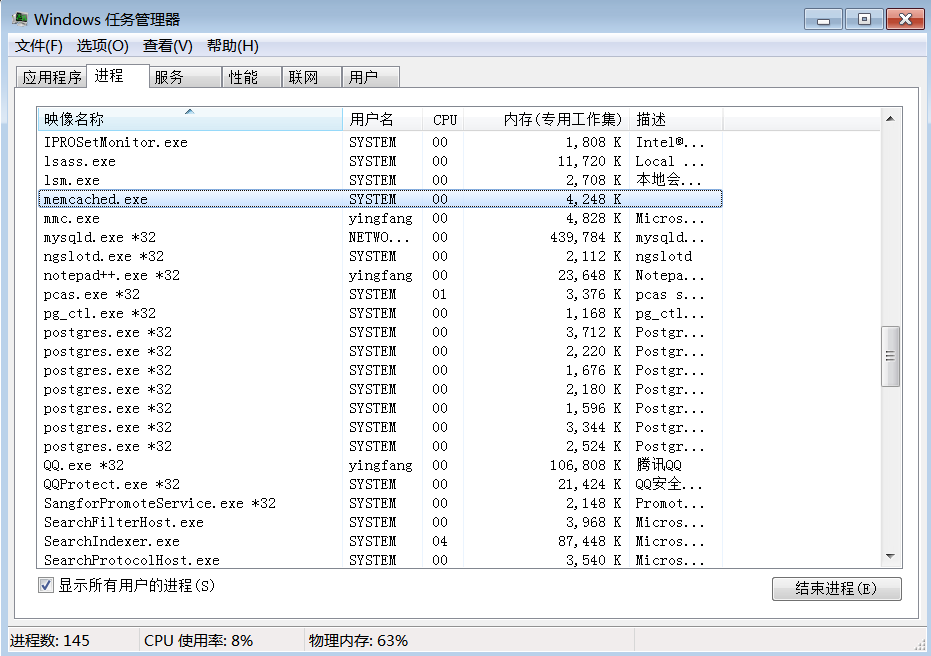 Windows 任务管理器
文件(F) 选项(O) 查看(V) 帮助(H)
应用程序 进程 服务 性能 联网 用户
映像名称 用户名 CPU 内存(专用工作集) 描述
IPROSetMonitor.exe SYSTEM 00 1,808 K Intel®...
lsass.exe SYSTEM 00 11,720 K Local ...
lsm.exe SYSTEM 00 2,708 K 本地会...
memcached.exe SYSTEM 00 4,248 K
mmc.exe yingfang 00 4,828 K Micros...
mysqld.exe *32 NETWO... 00 439,784 K mysqld...
ngslotd.exe *32 SYSTEM 00 2,112 K ngslotd
notepad++.exe *32 yingfang 00 23,648 K Notepa...
pcas.exe *32 SYSTEM 01 3,376 K pcas s...
pg_ctl.exe *32 SYSTEM 00 1,168 K pg_ctl...
postgres.exe *32 SYSTEM 00 3,712 K Postgr...
postgres.exe *32 SYSTEM 00 2,220 K Postgr...
postgres.exe *32 SYSTEM 00 1,676 K Postgr...
postgres.exe *32 SYSTEM 00 2,180 K Postgr...
postgres.exe *32 SYSTEM 00 1,596 K Postgr...
postgres.exe *32 SYSTEM 00 3,344 K Postgr...
postgres.exe *32 SYSTEM 00 2,524 K Postgr...
QQ.exe *32 yingfang 00 106,808 K 腾讯QQ
QQProtect.exe *32 SYSTEM 00 21,424 K QQ安全...
SangforPromoteService.exe *32 SYSTEM 00 2,148 K Promot...
SearchFilterHost.exe SYSTEM 00 3,968 K Micros...
SearchIndexer.exe SYSTEM 04 87,448 K Micros...
SearchProtocolHost.exe SYSTEM 00 3,540 K Micros...
显示所有用户的进程(S) 结束进程(E)
进程数: 145 CPU 使用率: 8% 物理内存: 63%